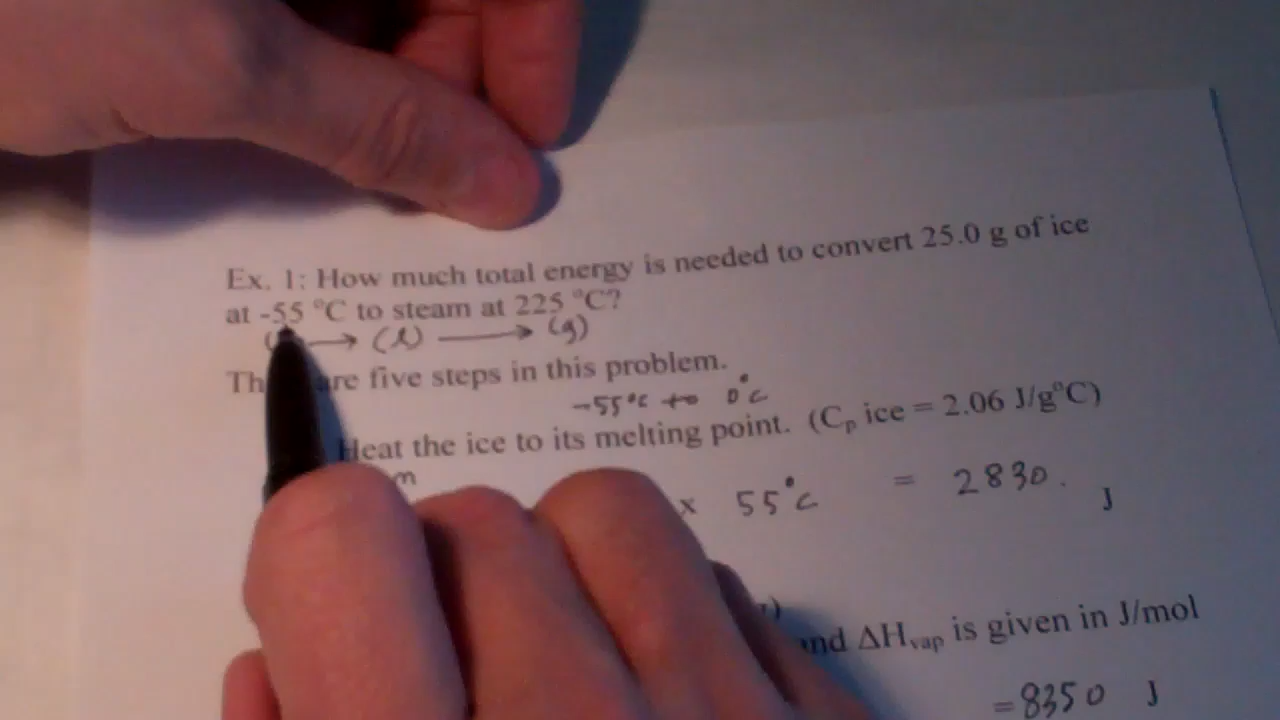 Ex. 1: How much total energy is needed to convert 25.0 g of ice
at -55 °C to steam at 225 °C?
→ (l) → (g)
are five steps in this problem.
-55°C to 0°C
Heat the ice to its melting point. (Cp ice = 2.06 J/g°C)
m
x 55°C = 2830. J
and ΔHvap is given in J/mol
= 8350 J